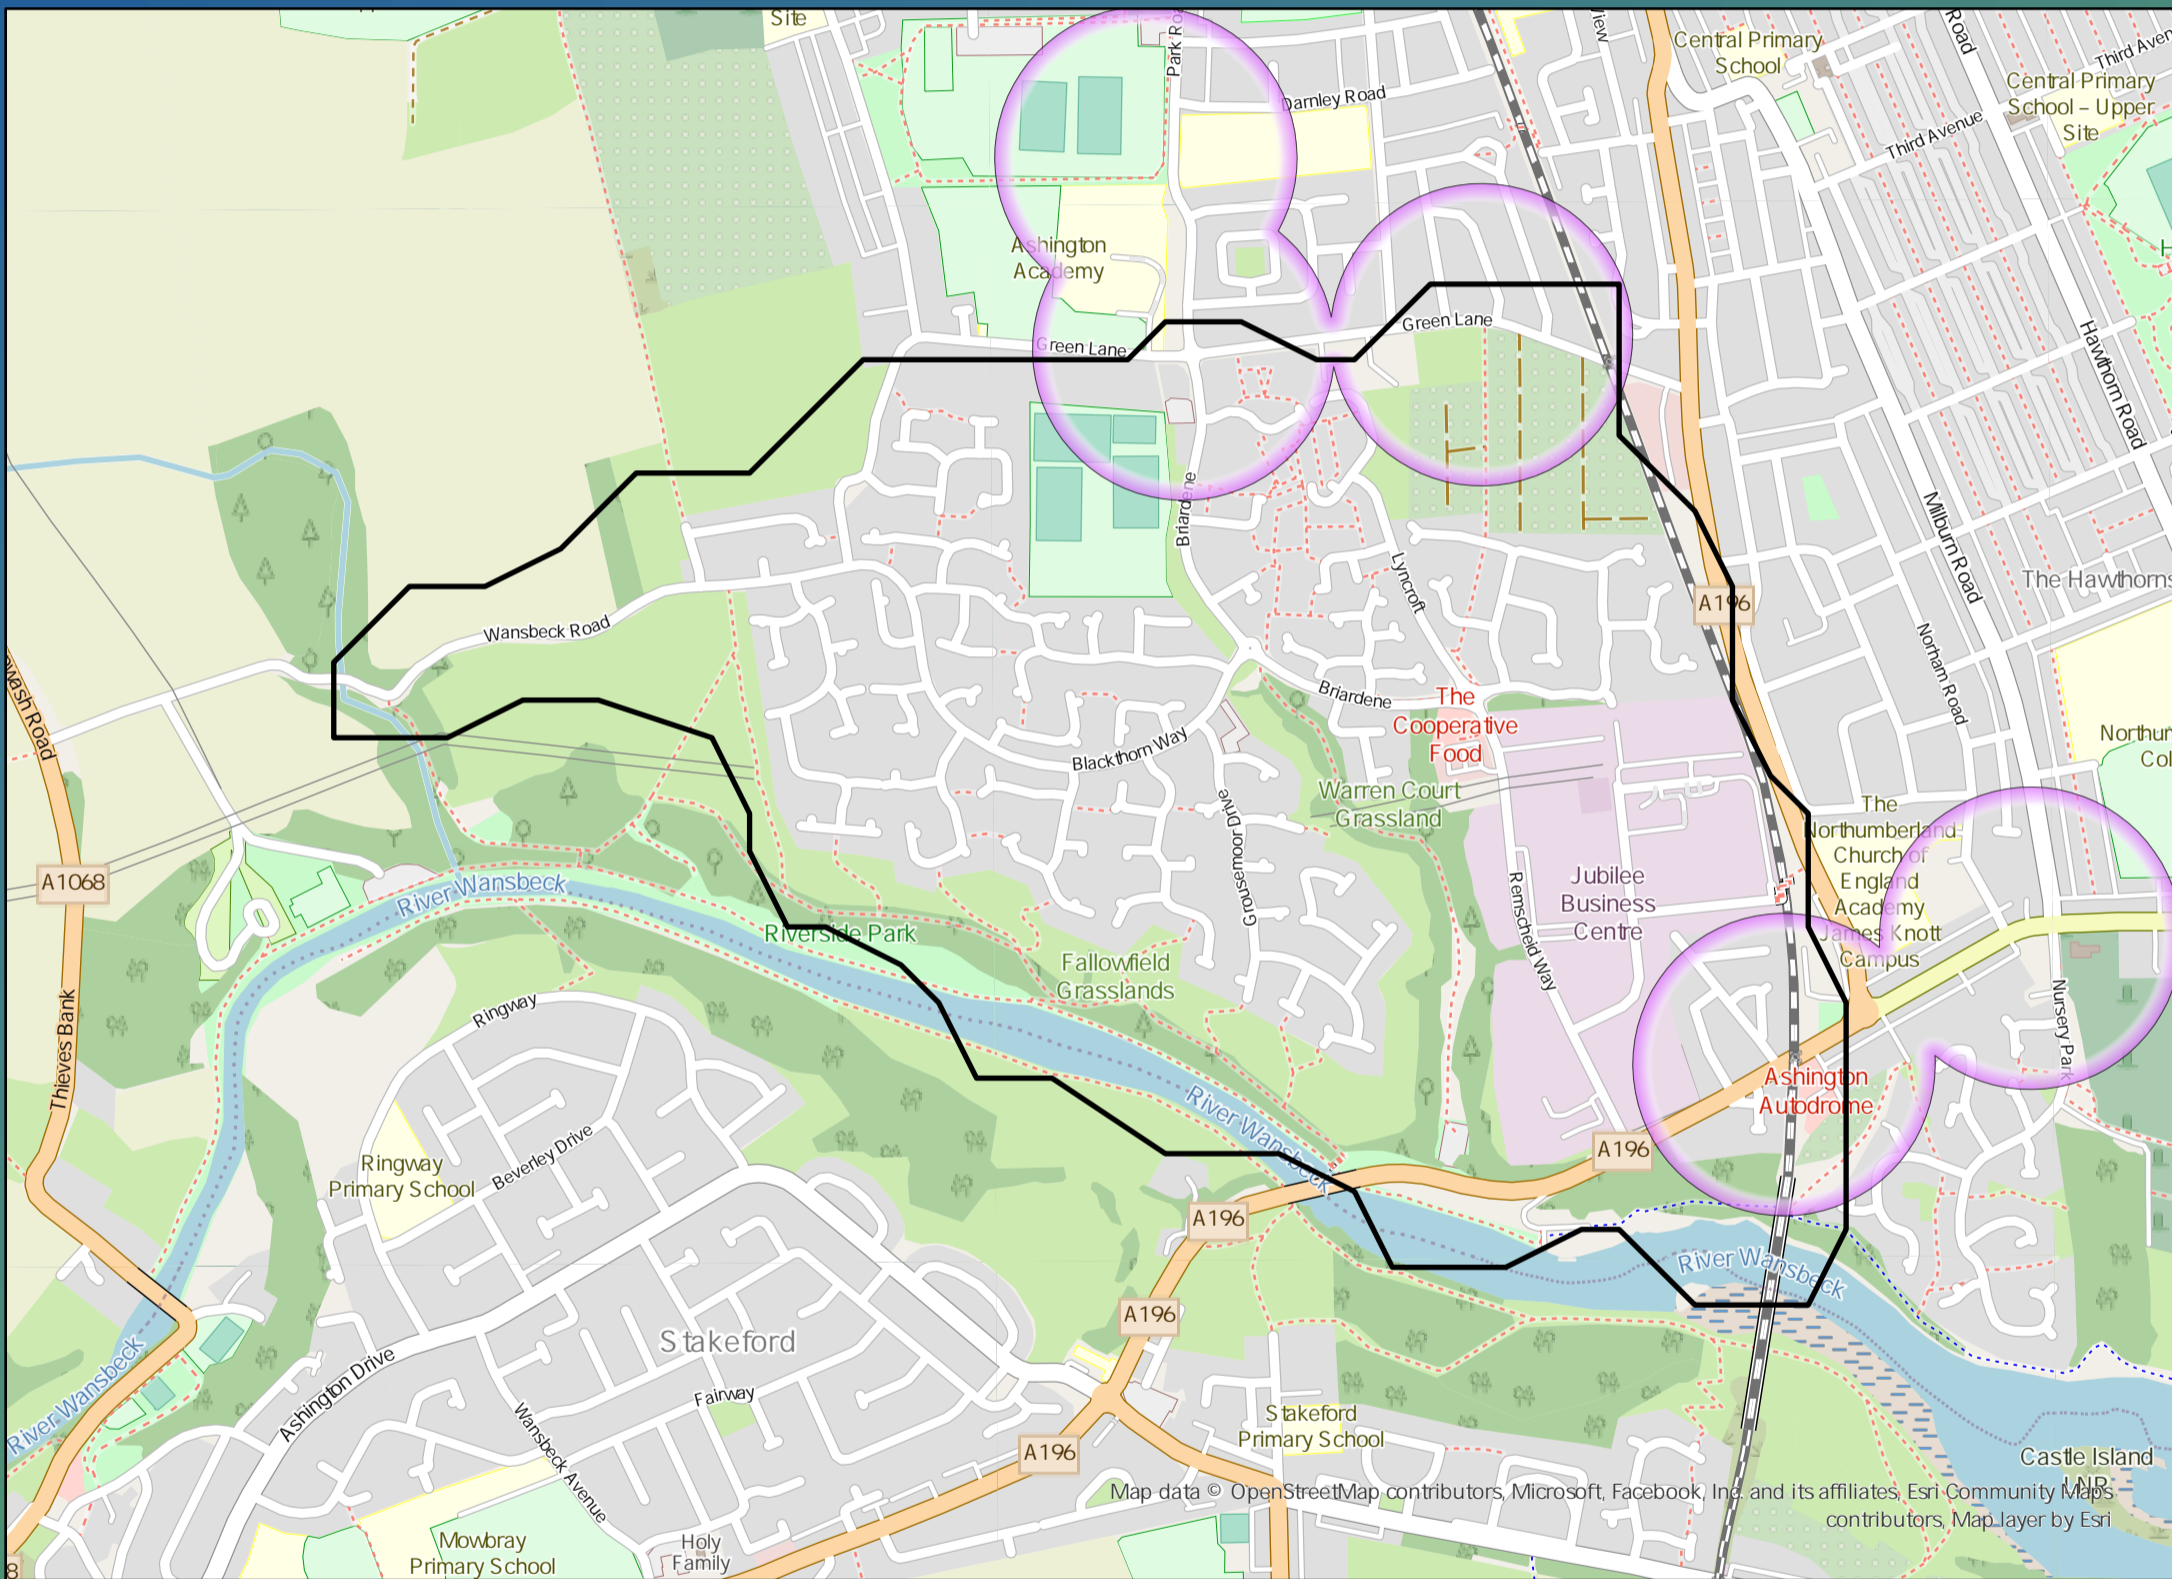 Site
Park Ro
View
Central Primary
School
Road
Third Aven
Central Primary
School – Upper
Site
Third Avenue
Darnley Road
Ashington
Academy
Green Lane
Green Lane
Hawthorn Road
Briardene
Milburn Road
The Hawthorns
Lyncroft
A196
Wansbeck Road
Norham Road
Briardene
The
Cooperative
Food
Northum
Col
Blackthorn Way
Warren Court
Grassland
Grousemoor Drive
The
Northumberland
Church of
England
Academy
James Knott
Campus
wash Road
A1068
River Wansbeck
Jubilee
Business
Centre
Remscheid Way
Riverside Park
Fallowfield
Grasslands
Nursery Park
Ringway
Thieves Bank
River Wansbeck
Ashington
Autodrome
A196
Beverley Drive
Ringway
Primary School
A196
River Wansbeck
A196
Stakeford
River Wansbeck
Ashington Drive
Fairway
Wansbeck Avenue
Stakeford
Primary School
A196
Castle Island
LNR
Map data © OpenStreetMap contributors, Microsoft, Facebook, Inc. and its affiliates, Esri Community Maps
contributors, Map layer by Esri
Mowbray
Primary School
Holy
Family
8